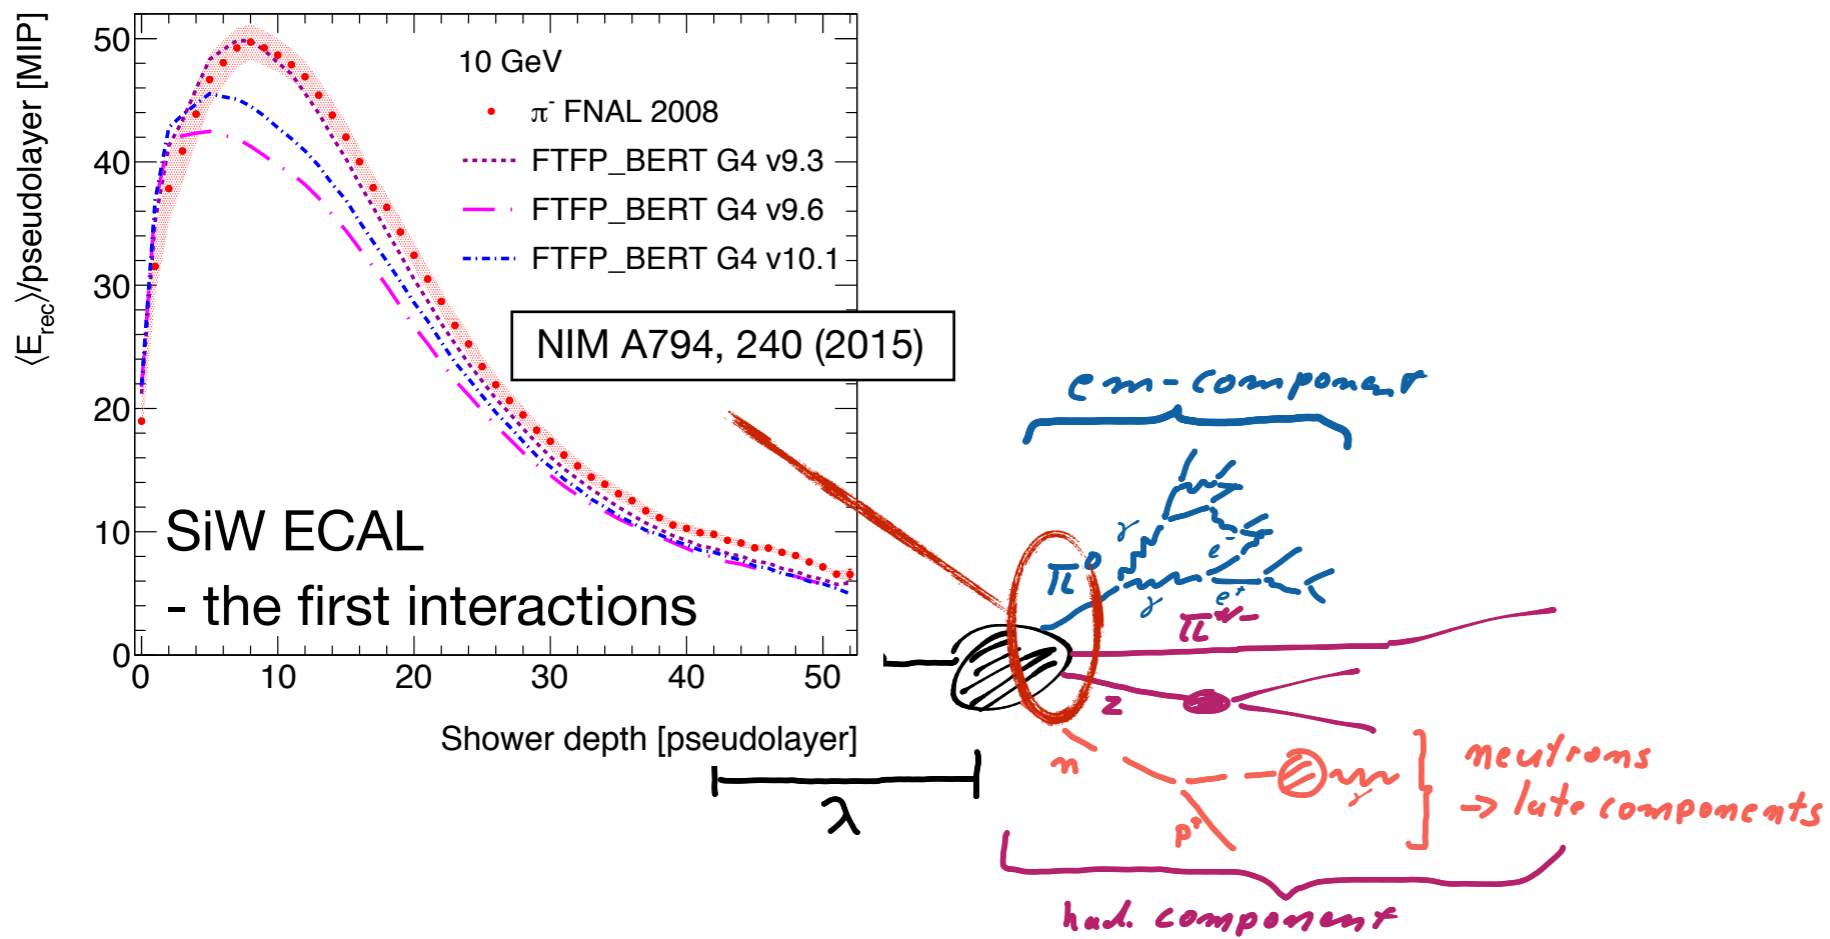 ⟨E_rec⟩/pseudolayer [MIP]
50
40
30
20
10
0
10 GeV
π⁻ FNAL 2008
FTFP_BERT G4 v9.3
FTFP_BERT G4 v9.6
FTFP_BERT G4 v10.1
NIM A794, 240 (2015)
SiW ECAL
- the first interactions
0 10 20 30 40 50
Shower depth [pseudolayer]
λ
em-component
π⁰
γ
γ
e⁻
e⁺
π⁺/⁻
n
p⁺
γ
neutrons
→ late components
had. component